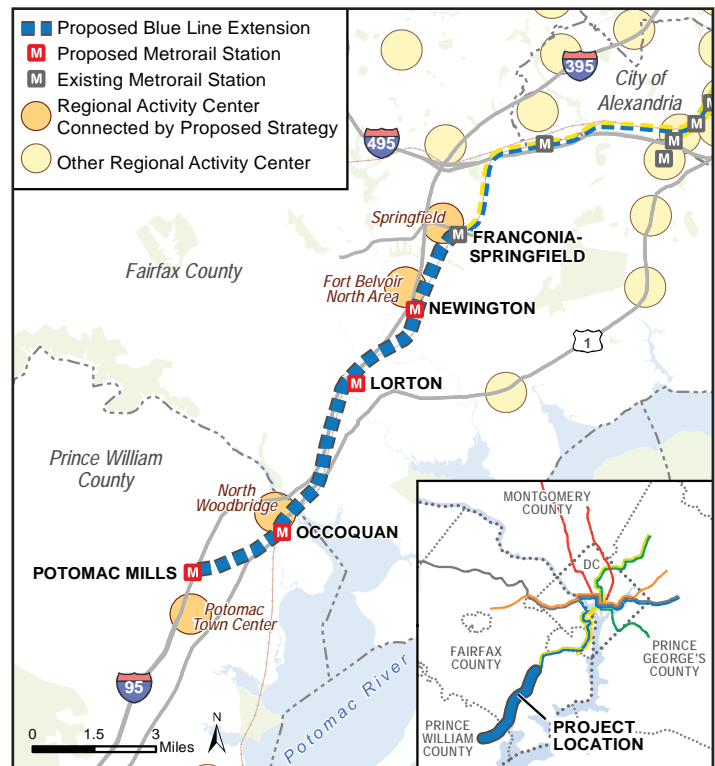 Proposed Blue Line Extension
M Proposed Metrorail Station
M Existing Metrorail Station
Regional Activity Center
Connected by Proposed Strategy
Other Regional Activity Center
395
City of
Alexandria
495
M
M
M
M
M
Springfield
M
FRANCONIA-
SPRINGFIELD
Fairfax County
Fort Belvoir
North Area
M NEWINGTON
1
M LORTON
Prince William
County
North
Woodbridge
M OCCOQUAN
POTOMAC MILLS M
Potomac
Town Center
95
0 1.5 3
Miles
N
Potomac River
MONTGOMERY
COUNTY
DC
FAIRFAX
COUNTY
PRINCE
GEORGE'S
COUNTY
PRINCE
WILLIAM
COUNTY
PROJECT
LOCATION